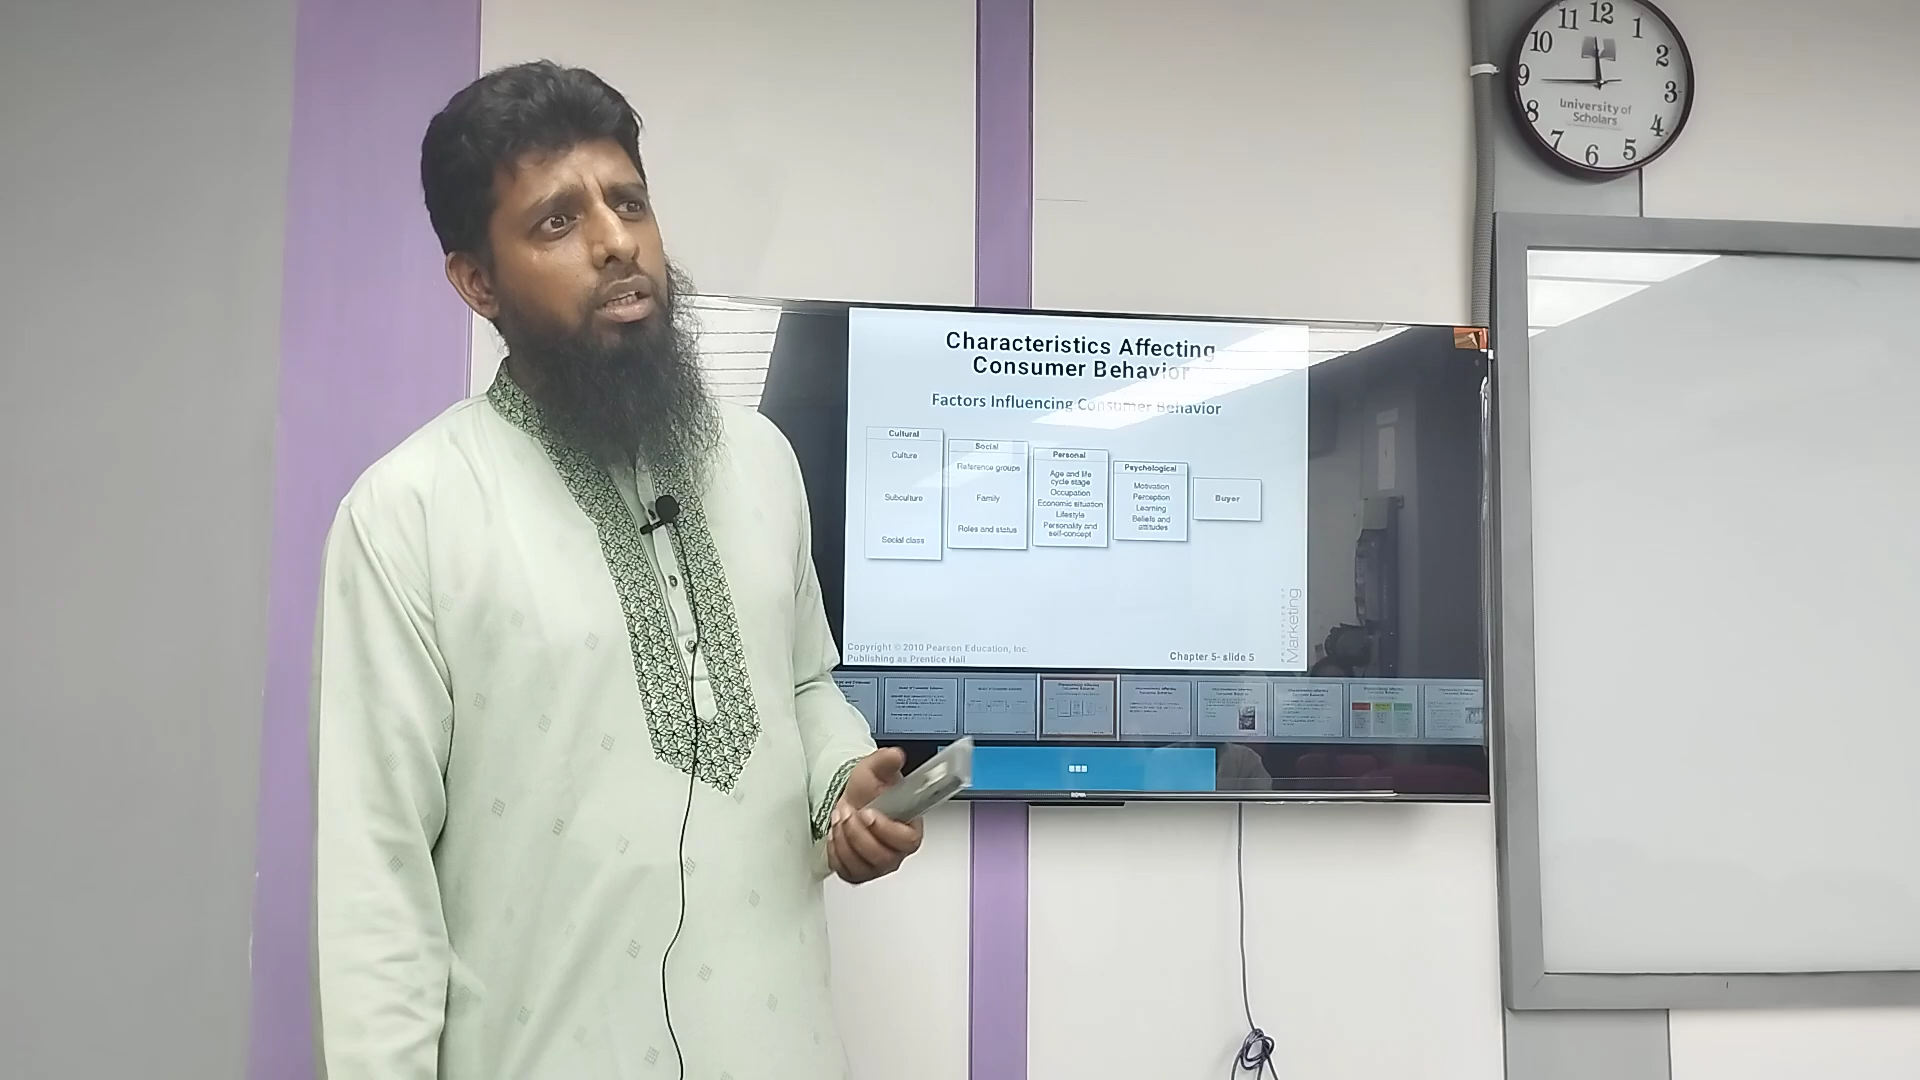 11 12 1
10 2
9 3
8 4
7 6 5
University of
Scholars
Characteristics Affecting
Consumer Behavior
Factors Influencing Consumer Behavior
Cultural
Culture
Subculture
Social class
Social
Reference groups
Family
Roles and status
Personal
Age and life
cycle stage
Occupation
Economic situation
Lifestyle
Personality and
self-concept
Psychological
Motivation
Perception
Learning
Beliefs and
attitudes
Buyer
PRINCIPLES OF
Marketing
Copyright © 2010 Pearson Education, Inc.
Publishing as Prentice Hall
Chapter 5- slide 5